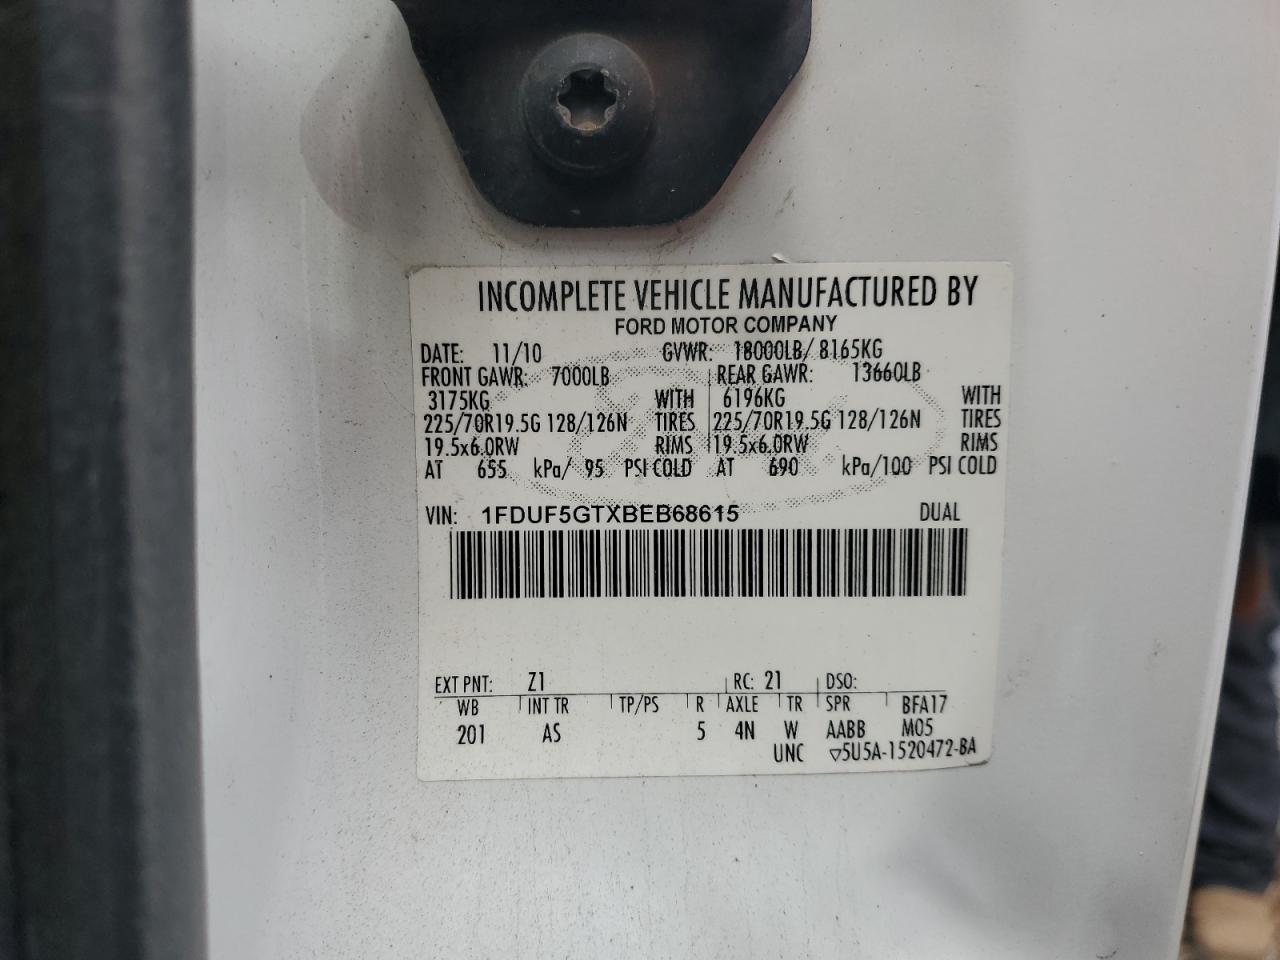 INCOMPLETE VEHICLE MANUFACTURED BY
FORD MOTOR COMPANY
DATE: 11/10 GVWR: 18000LB/ 8165KG
FRONT GAWR: 7000LB REAR GAWR: 13660LB
3175KG WITH 6196KG WITH
225/70R19.5G 128/126N TIRES 225/70R19.5G 128/126N TIRES
19.5x6.0RW RIMS 19.5x6.0RW RIMS
AT 655 kPa/ 95 PSI COLD AT 690 kPa/100 PSI COLD
VIN: 1FDUF5GTXBEB68615 DUAL
EXT PNT: Z1 RC: 21 DSO:
WB INT TR TP/PS R AXLE TR SPR BFA17
201 AS 5 4N W AABB M05
UNC ▽5U5A-1520472-BA